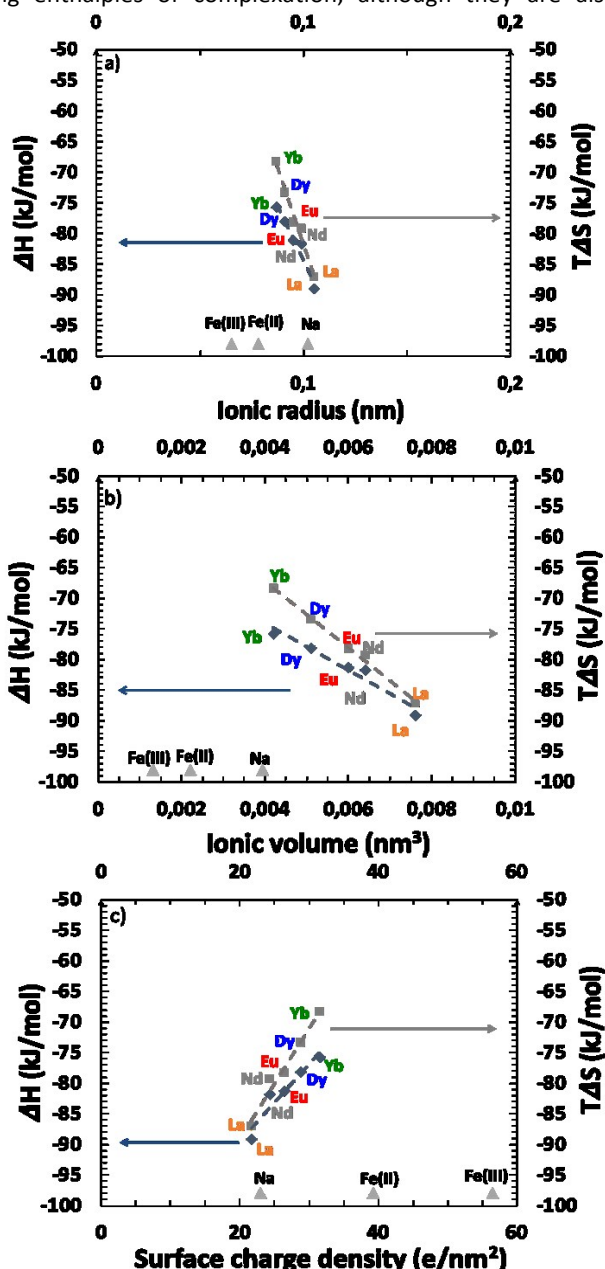 ng enthalpies of complexation, although they are als
0 0,1 0,2
a)
-50 -50
-55 -55
-60 -60
-65 -65
Yb Yb
-70 -70
Dy
-75 -75
Yb Eu
Dy
-80 -80
Eu Nd
Nd
-85 -85
La La
-90 -90
-95 -95
Fe(III) Fe(II) Na
-100 -100
ΔH (kJ/mol)
TΔS (kJ/mol)
0 0,1 0,2
Ionic radius (nm)
0 0,002 0,004 0,006 0,008 0,01
b)
-50 -50
-55 -55
-60 -60
-65 -65
Yb
-70 -70
Dy
-75 -75
Yb Eu
Dy Nd
-80 -80
Eu
Nd
-85 -85
La
-90 -90
La
-95 -95
Fe(III) Fe(II) Na
-100 -100
ΔH (kJ/mol)
TΔS (kJ/mol)
0 0,002 0,004 0,006 0,008 0,01
Ionic volume (nm³)
0 20 40 60
c)
-50 -50
-55 -55
-60 -60
-65 -65
Yb
-70 -70
Dy
-75 -75
Eu Yb
Nd Dy
-80 -80
Eu
Nd
-85 -85
La
-90 -90
La
-95 -95
Na Fe(II) Fe(III)
-100 -100
ΔH (kJ/mol)
TΔS (kJ/mol)
0 20 40 60
Surface charge density (e/nm²)